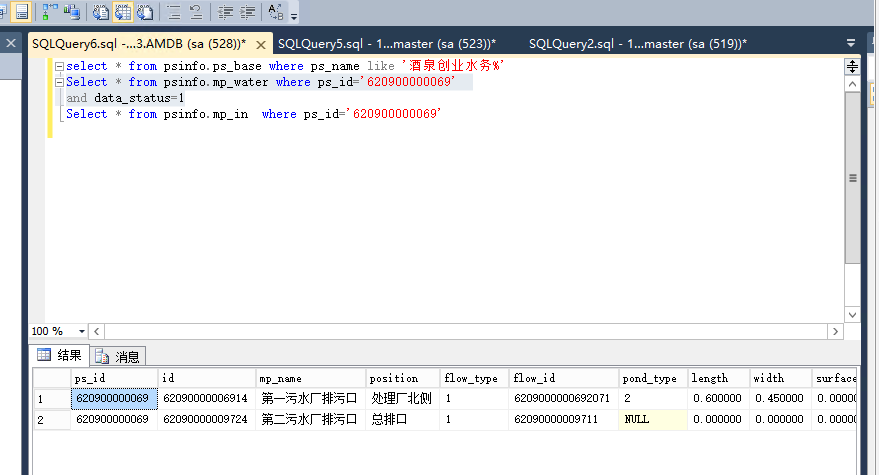 SQLQuery6.sql -...3.AMDB (sa (528))*
SQLQuery5.sql - 1...master (sa (523))*
SQLQuery2.sql - 1...master (sa (519))*
select * from psinfo.ps_base where ps_name like '酒泉创业水务%'
Select * from psinfo.mp_water where ps_id='620900000069'
and data_status=1
Select * from psinfo.mp_in  where ps_id='620900000069'
100 %
结果 消息
ps_id id mp_name position flow_type flow_id pond_type length width surface
1 620900000069 62090000006914 第一污水厂排污口 处理厂北侧 1 6209000000692071 2 0.600000 0.450000 0.00000
2 620900000069 62090000009724 第二污水厂排污口 总排口 1 62090000009711 NULL 0.000000 0.000000 0.00000